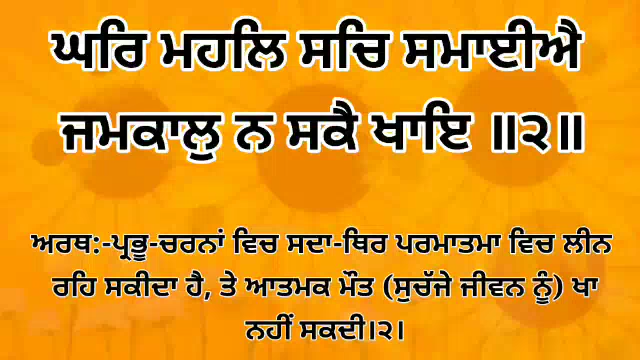 ਘਰਿ ਮਹਲਿ ਸਚਿ ਸਮਾਈਐ
ਜਮਕਾਲੁ ਨ ਸਕੈ ਖਾਇ ॥੨॥
ਅਰਥ:-ਪ੍ਰਭੂ-ਚਰਨਾਂ ਵਿਚ ਸਦਾ-ਥਿਰ ਪਰਮਾਤਮਾ ਵਿਚ ਲੀਨ
ਰਹਿ ਸਕੀਦਾ ਹੈ, ਤੇ ਆਤਮਕ ਮੌਤ (ਸੁਚੱਜੇ ਜੀਵਨ ਨੂੰ) ਖਾ
ਨਹੀਂ ਸਕਦੀ।੨।